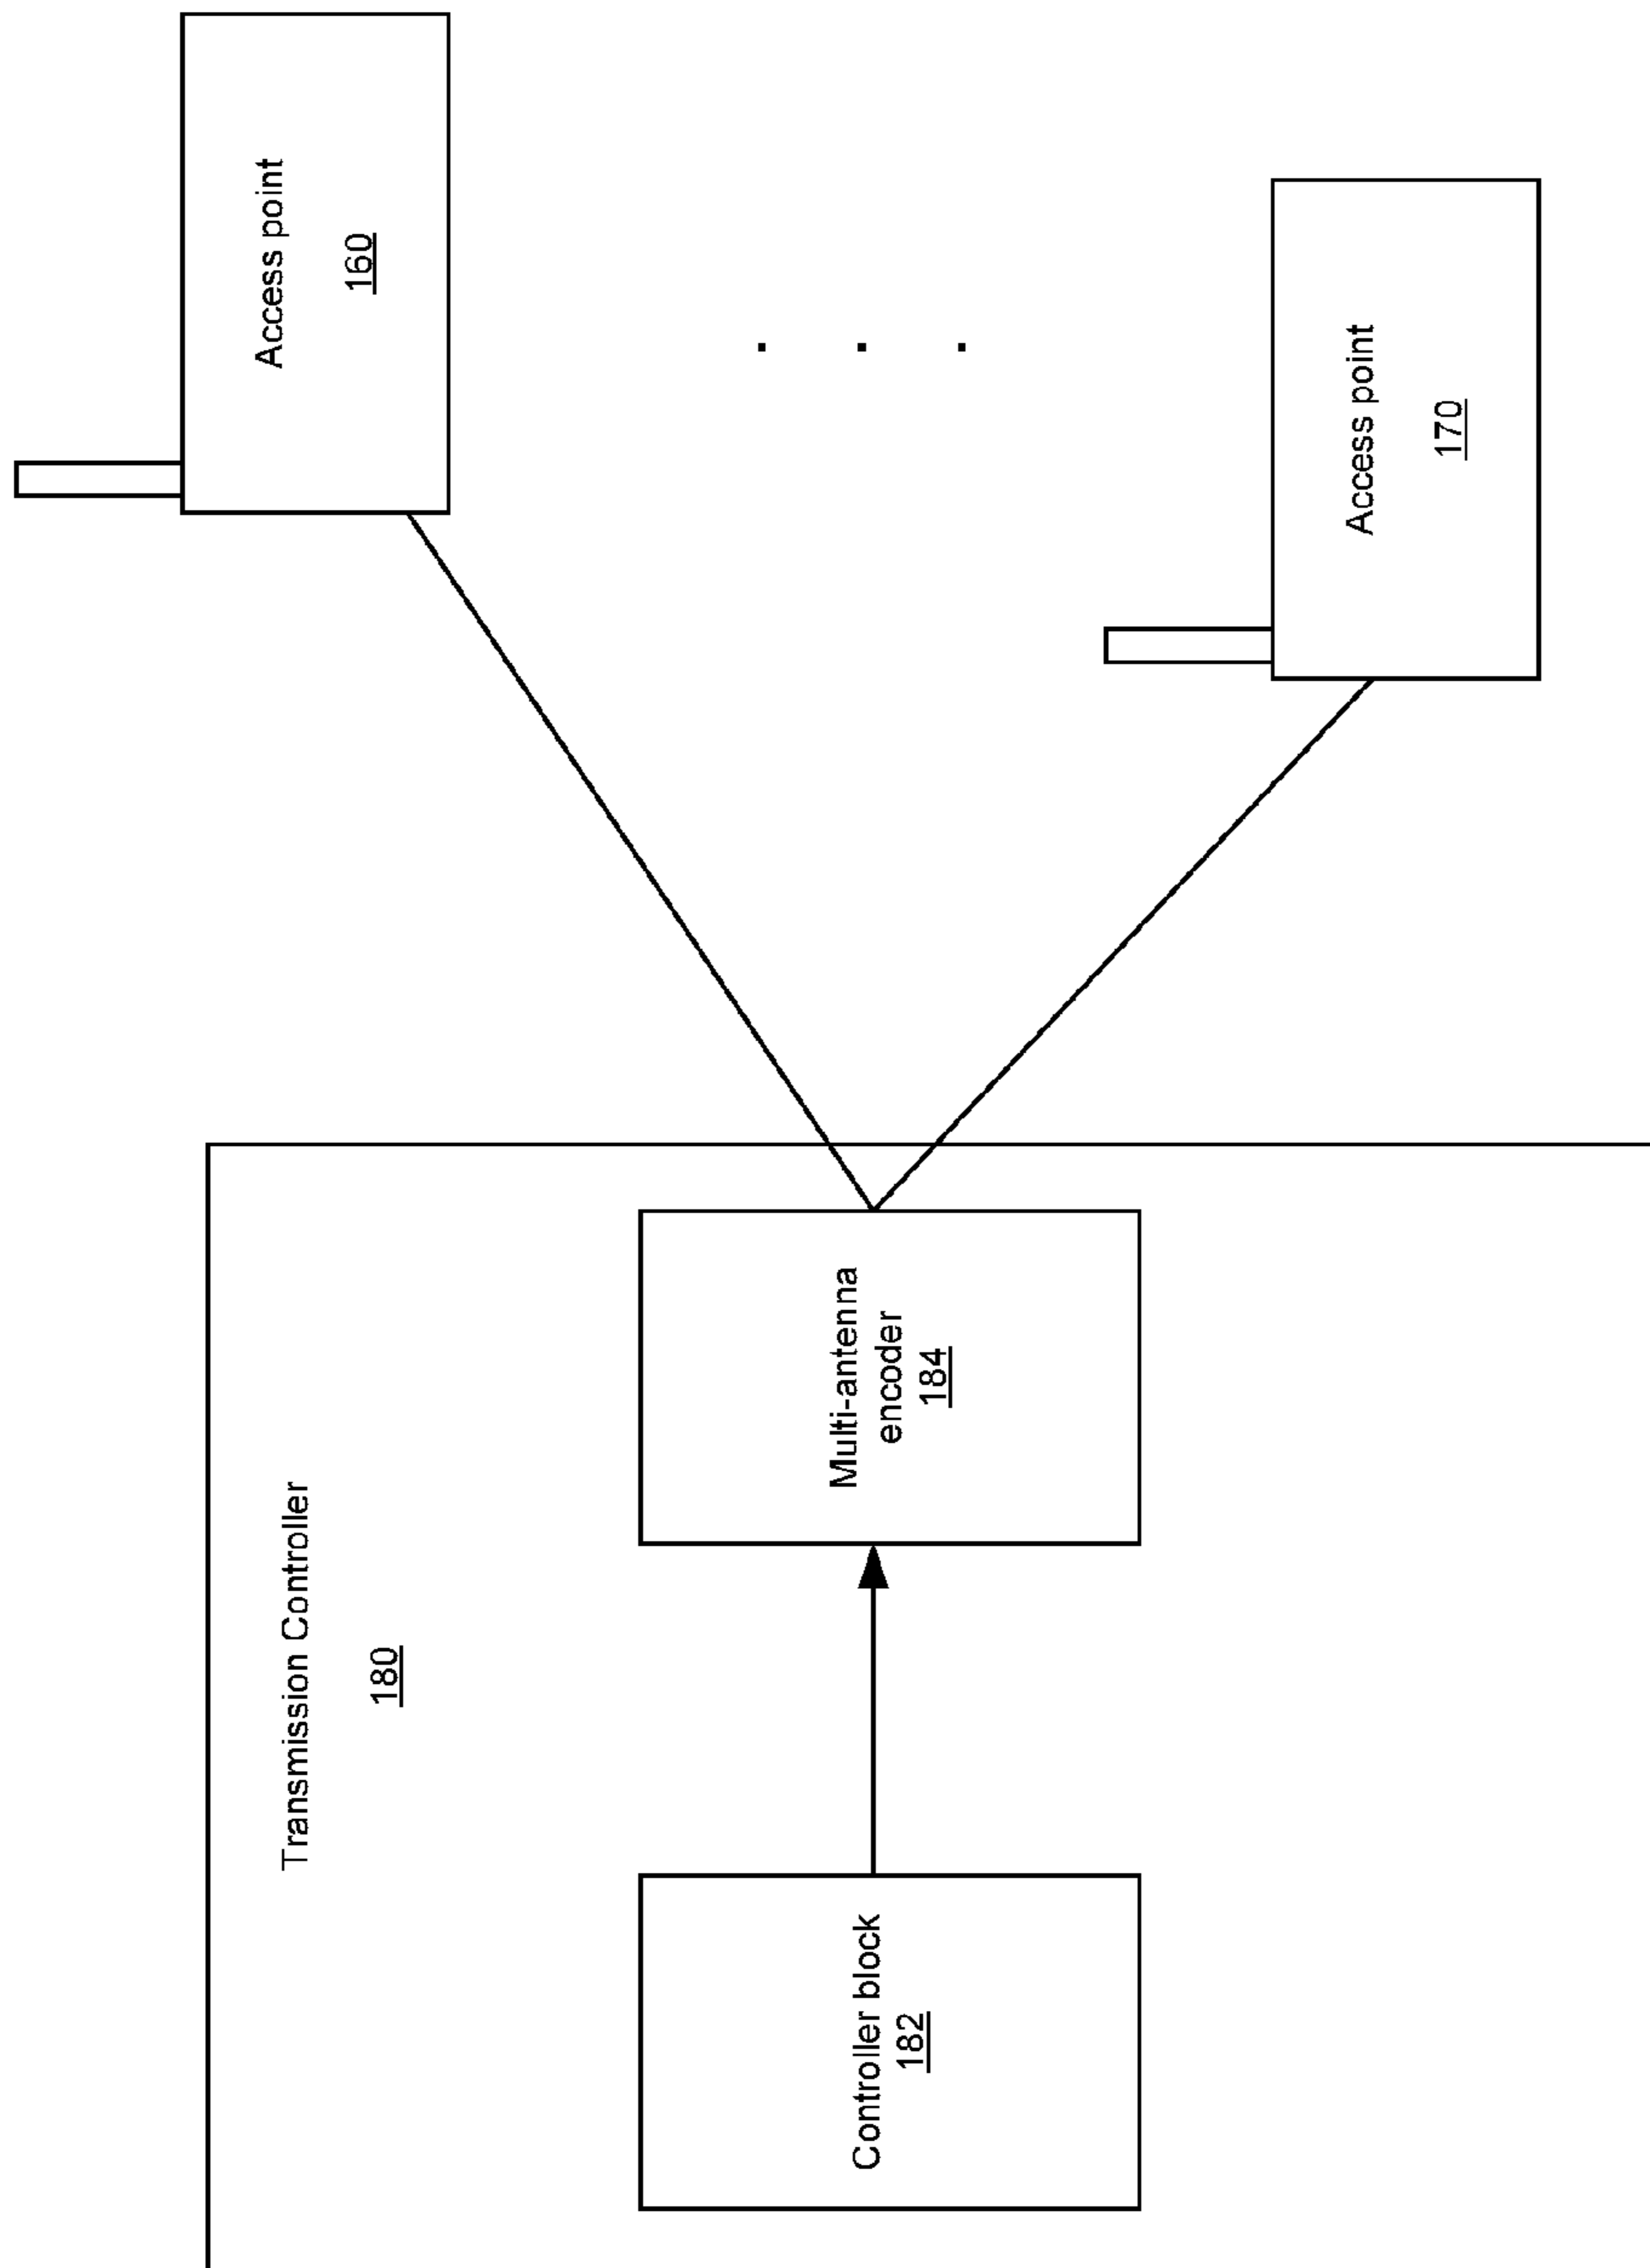 Transmission Controller
180
Controller block
182
Multi-antenna
encoder
184
Access point
160
Access point
170